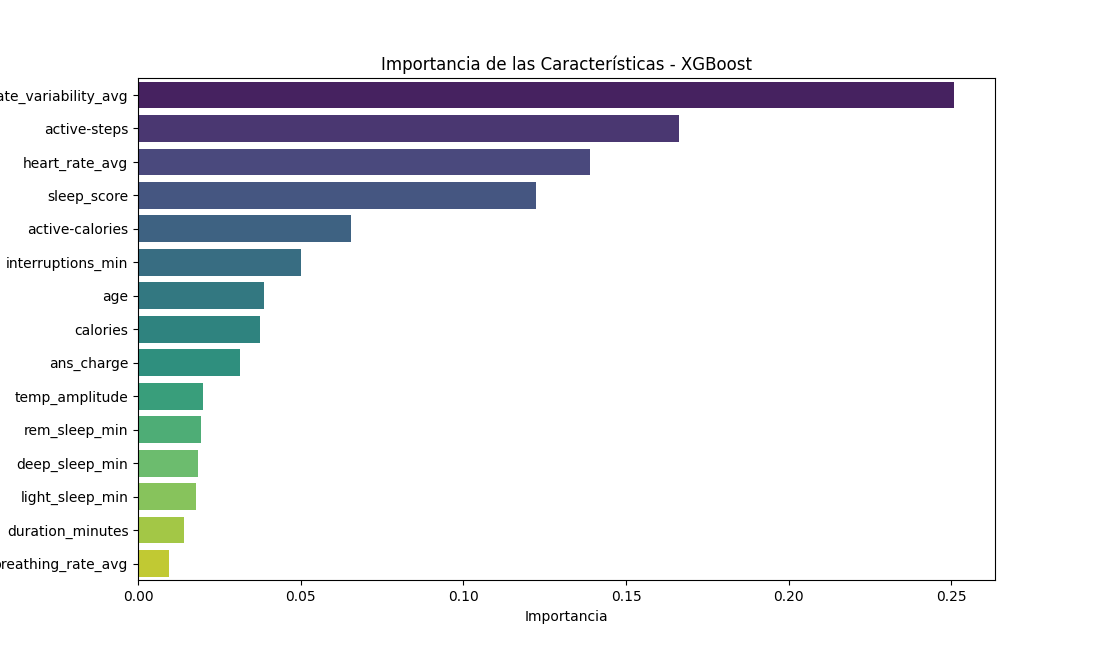 Importancia de las Características - XGBoost
ate_variability_avg
active-steps
heart_rate_avg
sleep_score
active-calories
interruptions_min
age
calories
ans_charge
temp_amplitude
rem_sleep_min
deep_sleep_min
light_sleep_min
duration_minutes
breathing_rate_avg
0.00 0.05 0.10 0.15 0.20 0.25
Importancia